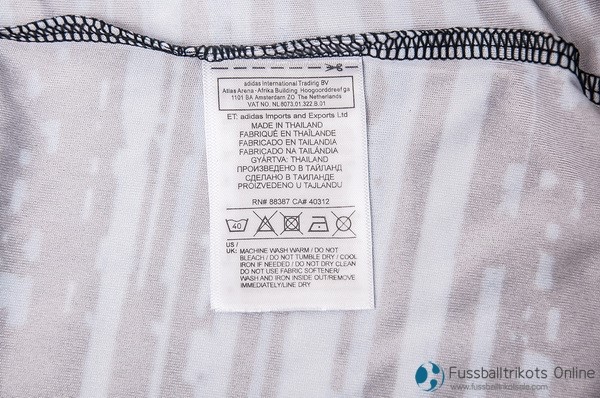 adidas International Trading BV
Atlas Arena - Afrika Building Hoogoorddreef 9a
1101 BA Amsterdam ZO The Netherlands
VAT NO. NL8073.01.322.B.01
ET: adidas Imports and Exports Ltd
MADE IN THAILAND
FABRIQUÉ EN THAÏLANDE
FABRICADO EN TAILANDIA
FABRICADO NA TAILÂNDIA
GYÁRTVA: THAILAND
ПРОИЗВЕДЕНО В ТАЙЛАНД
СДЕЛАНО В ТАИЛАНДЕ
PROIZVEDENO U TAJLANDU
RN# 88387 CA# 40312
40
US /
UK: MACHINE WASH WARM / DO NOT
BLEACH / DO NOT TUMBLE DRY / COOL
IRON IF NEEDED / DO NOT DRY CLEAN
DO NOT USE FABRIC SOFTENER/
WASH AND IRON INSIDE OUT/REMOVE
IMMEDIATELY/LINE DRY
Fussballtrikots Online
www.fussballtrikotsale.com